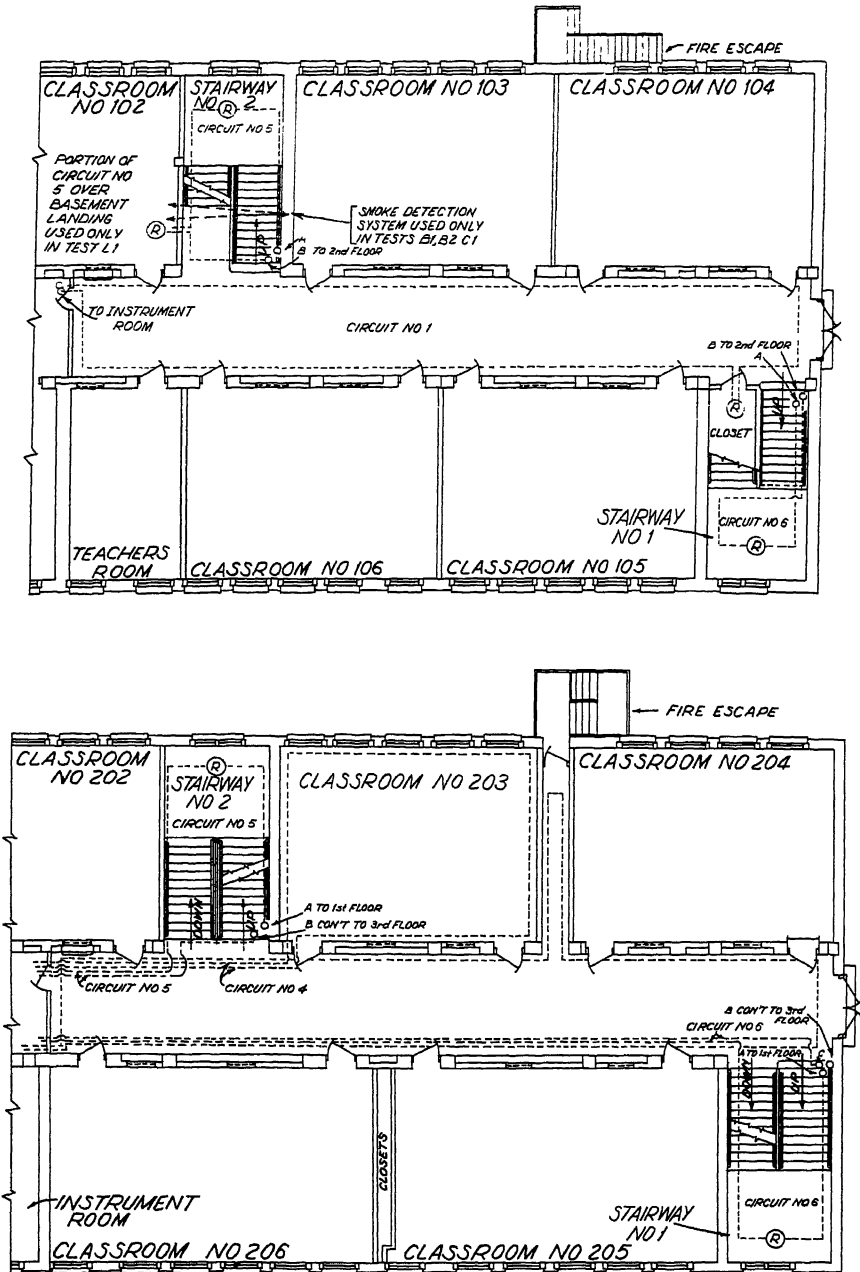 FIRE ESCAPE
CLASSROOM
NO 102
STAIRWAY
NO 2
R
CIRCUIT NO 5
CLASSROOM NO 103
CLASSROOM NO 104
PORTION OF
CIRCUIT NO
5 OVER
BASEMENT
LANDING
USED ONLY
IN TEST L1
R
SMOKE DETECTION
SYSTEM USED ONLY
IN TESTS B1, B2 C1
UP
A
B TO 2nd FLOOR
C
TO INSTRUMENT
ROOM
CIRCUIT NO 1
B TO 2nd FLOOR
A
UP
R
CLOSET
STAIRWAY
NO 1
CIRCUIT NO 6
R
TEACHERS
ROOM
CLASSROOM NO 106
CLASSROOM NO 105
FIRE ESCAPE
CLASSROOM
NO 202
R
STAIRWAY
NO 2
CIRCUIT NO 5
CLASSROOM NO 203
CLASSROOM NO 204
DOWN
UP
A TO 1st FLOOR
B CON'T TO 3rd FLOOR
CIRCUIT NO 5
CIRCUIT NO 4
B CON'T TO 3rd
FLOOR
CIRCUIT NO 6
A TO 1st FLOOR
C
DOWN
UP
CLOSETS
INSTRUMENT
ROOM
CIRCUIT NO 6
STAIRWAY
NO 1
R
CLASSROOM NO 206
CLASSROOM NO 205